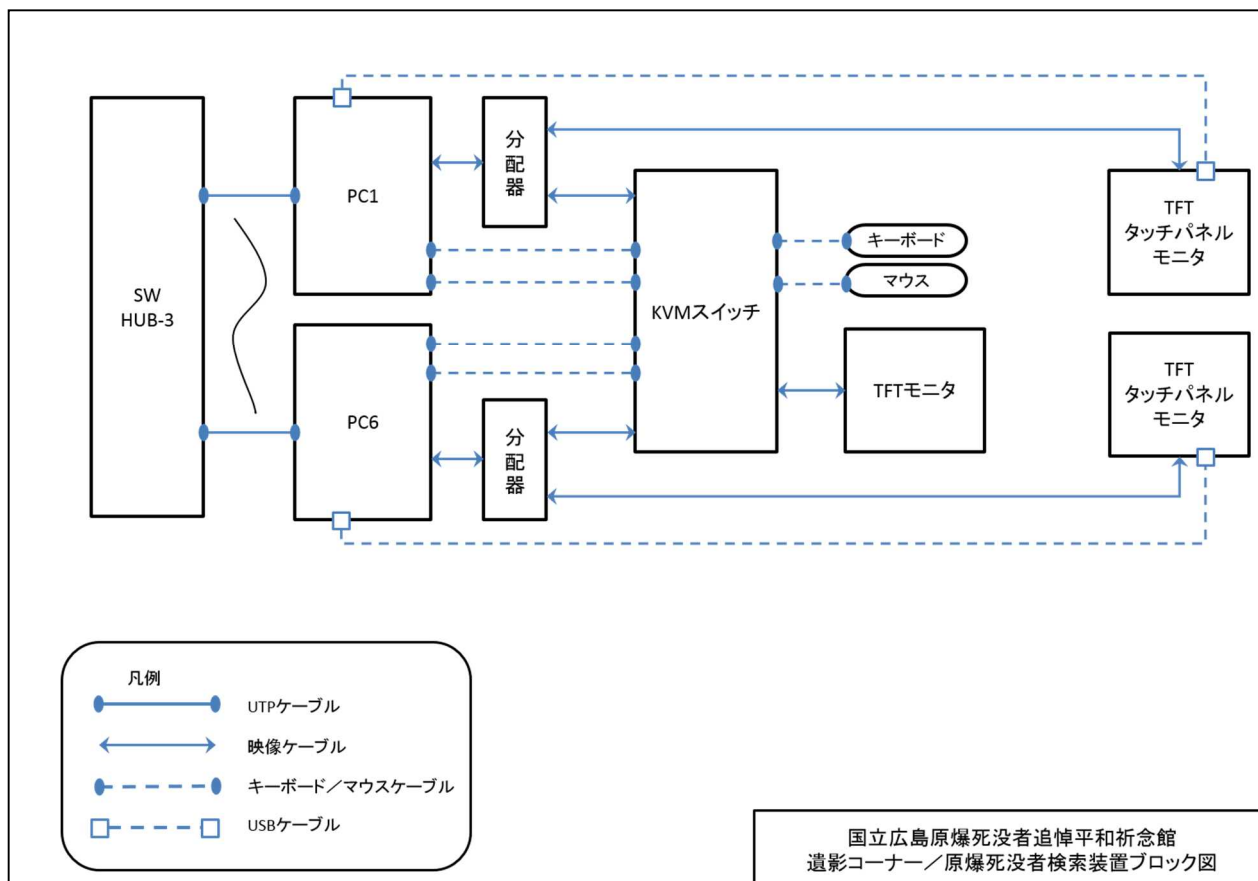 SW
HUB-3
PC1
分
配
器
KVMスイッチ
キーボード
マウス
TFT
タッチパネル
モニタ
PC6
分
配
器
TFTモニタ
TFT
タッチパネル
モニタ
凡例
UTPケーブル
映像ケーブル
キーボード／マウスケーブル
USBケーブル
国立広島原爆死没者追悼平和祈念館
遺影コーナー／原爆死没者検索装置ブロック図